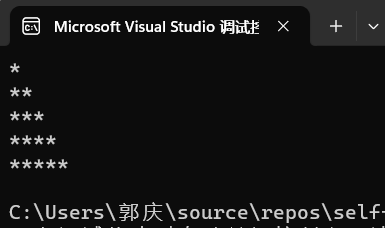 Microsoft Visual Studio 调试
*
**
***
****
*****
C:\Users\郭庆\source\repos\self